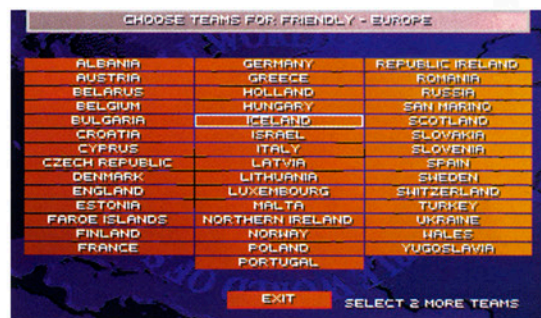 CHOOSE TEAMS FOR FRIENDLY - EUROPE
ALBANIA
AUSTRIA
BELARUS
BELGIUM
BULGARIA
CROATIA
CYPRUS
CZECH REPUBLIC
DENMARK
ENGLAND
ESTONIA
FAROE ISLANDS
FINLAND
FRANCE
GERMANY
GREECE
HOLLAND
HUNGARY
ICELAND
ISRAEL
ITALY
LATVIA
LITHUANIA
LUXEMBOURG
MALTA
NORTHERN IRELAND
NORWAY
POLAND
PORTUGAL
REPUBLIC IRELAND
ROMANIA
RUSSIA
SAN MARINO
SCOTLAND
SLOVAKIA
SLOVENIA
SPAIN
SWEDEN
SWITZERLAND
TURKEY
UKRAINE
WALES
YUGOSLAVIA
EXIT
SELECT 2 MORE TEAMS